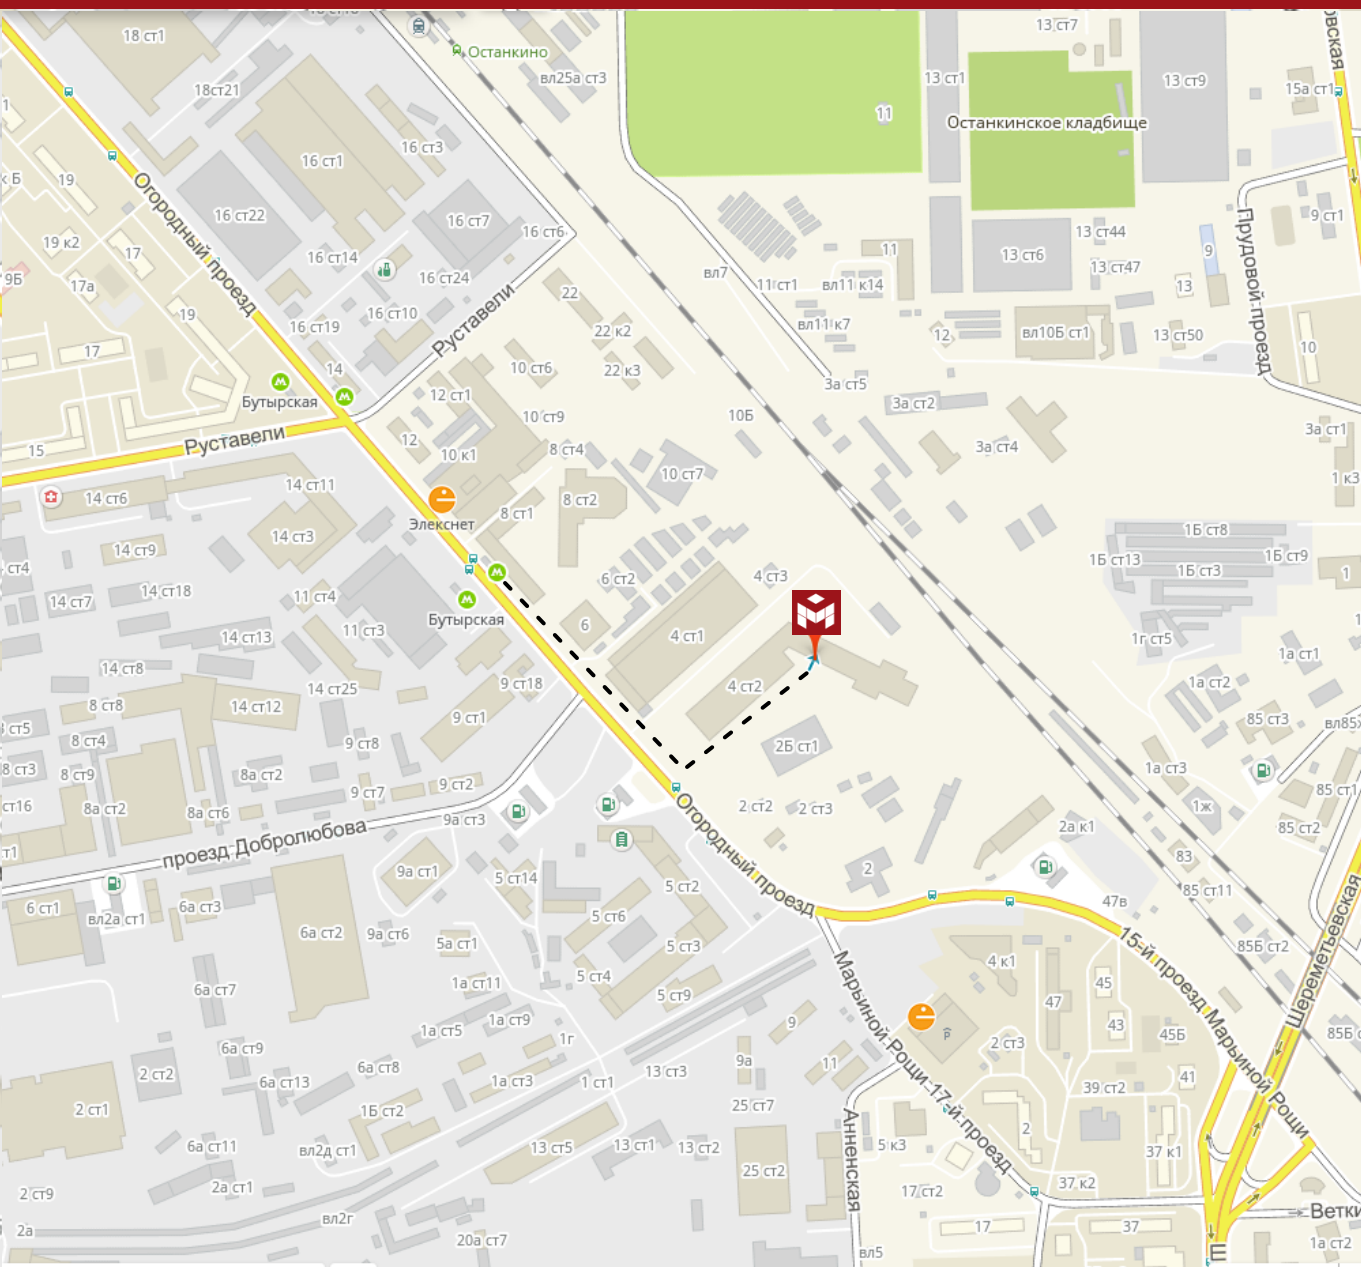 18 ст1
Останкино
вл25а ст3
13 ст7
13 ст1
13 ст9
15а ст1
18ст21
11
Останкинское кладбище
16 ст3
16 ст1
19
к Б
Огородный проезд
16 ст22
16 ст7
16 ст6
19 к2
17
9Б
17а
16 ст14
16 ст24
19
16 ст10
16 ст19
22
вл7
11 ст1
11
вл11 к14
13 ст6
13 ст44
13 ст47
9
13
9 ст1
Прудовой проезд
Руставели
22 к2
вл11 к7
12
вл10Б ст1
13 ст50
10
17
14
10 ст6
22 к3
3а ст5
Бутырская
12 ст1
10 ст9
10Б
3а ст2
3а ст4
3а ст1
Руставели
15
12
10 к1
8 ст4
10 ст7
1 к3
14 ст6
14 ст11
Элекснет
8 ст1
8 ст2
14 ст3
14 ст9
1Б ст8
1Б ст13
1Б ст9
1Б ст3
1
ст4
14 ст7
14 ст18
11 ст4
6 ст2
4 ст3
Бутырская
14 ст13
11 ст3
6
4 ст1
1г ст5
1а ст1
14 ст8
14 ст25
9 ст18
4 ст2
1а ст2
8 ст8
14 ст12
9 ст1
85 ст3
вл85
ст5
8 ст4
9 ст8
2Б ст1
8 ст3
8 ст9
8а ст2
9 ст2
1а ст3
85 ст1
ст16
8а ст2
8а ст6
9 ст7
9а ст3
2 ст2
2 ст3
1ж
85 ст2
Огородный проезд
проезд Добролюбова
2а к1
83
9а ст1
5 ст14
5 ст2
2
85 ст11
47в
6 ст1
вл2а ст1
6а ст3
6а ст2
9а ст6
5а ст1
5 ст6
5 ст3
85Б ст2
15-й проезд Марьиной Рощи
Шереметьевская
4 к1
6а ст7
1а ст11
5 ст4
5 ст9
Марьиной Рощи 17-й проезд
47
45
1а ст5
1а ст9
1г
9
43
45Б
2 ст3
6а ст9
2 ст2
6а ст8
6а ст13
1а ст3
1 ст1
13 ст3
9а
11
41
39 ст2
2 ст1
1Б ст2
25 ст7
Анненская
2
6а ст11
вл2д ст1
13 ст5
13 ст1
13 ст2
5 к3
37 к1
25 ст2
2 ст9
2а ст1
17 ст2
37 к2
вл2г
2а
17
37
20а ст7
вл5
1а ст2